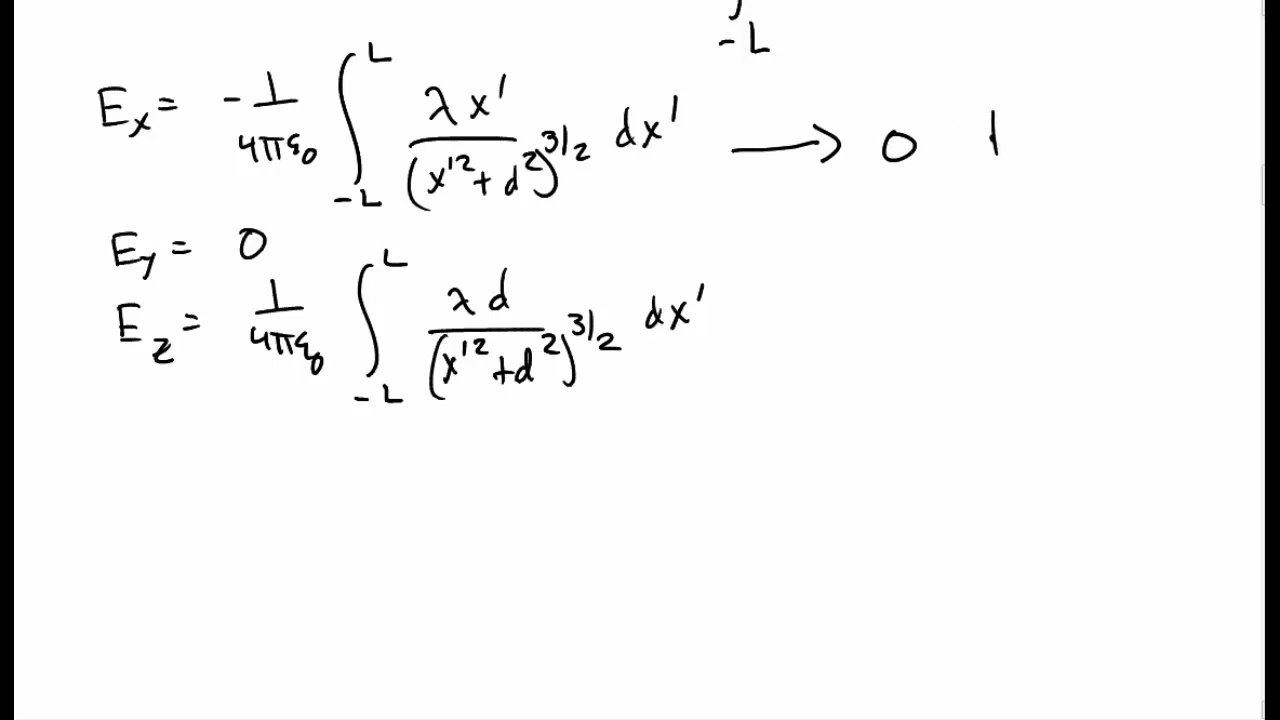 -L
Eₓ = -1/4πε₀ ∫_{-L}^{L} λx'/(x'² + d²)^{3/2} dx' → 0
E_y = 0
E_z = 1/4πε₀ ∫_{-L}^{L} λd/(x'² + d²)^{3/2} dx'